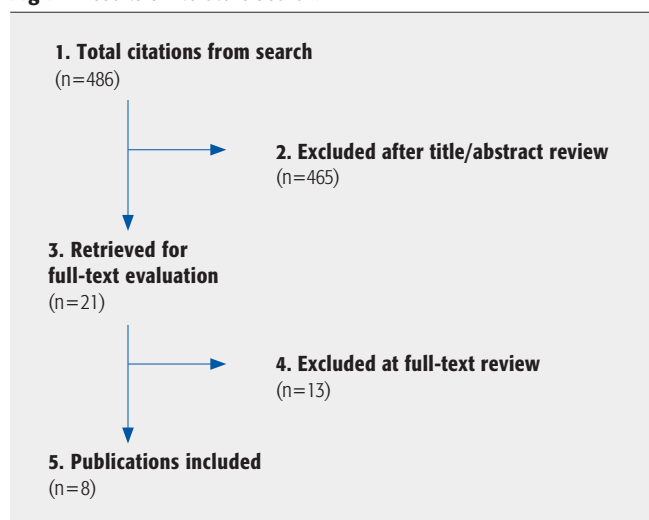 1. Total citations from search
(n=486)
2. Excluded after title/abstract review
(n=465)
3. Retrieved for
full-text evaluation
(n=21)
4. Excluded at full-text review
(n=13)
5. Publications included
(n=8)